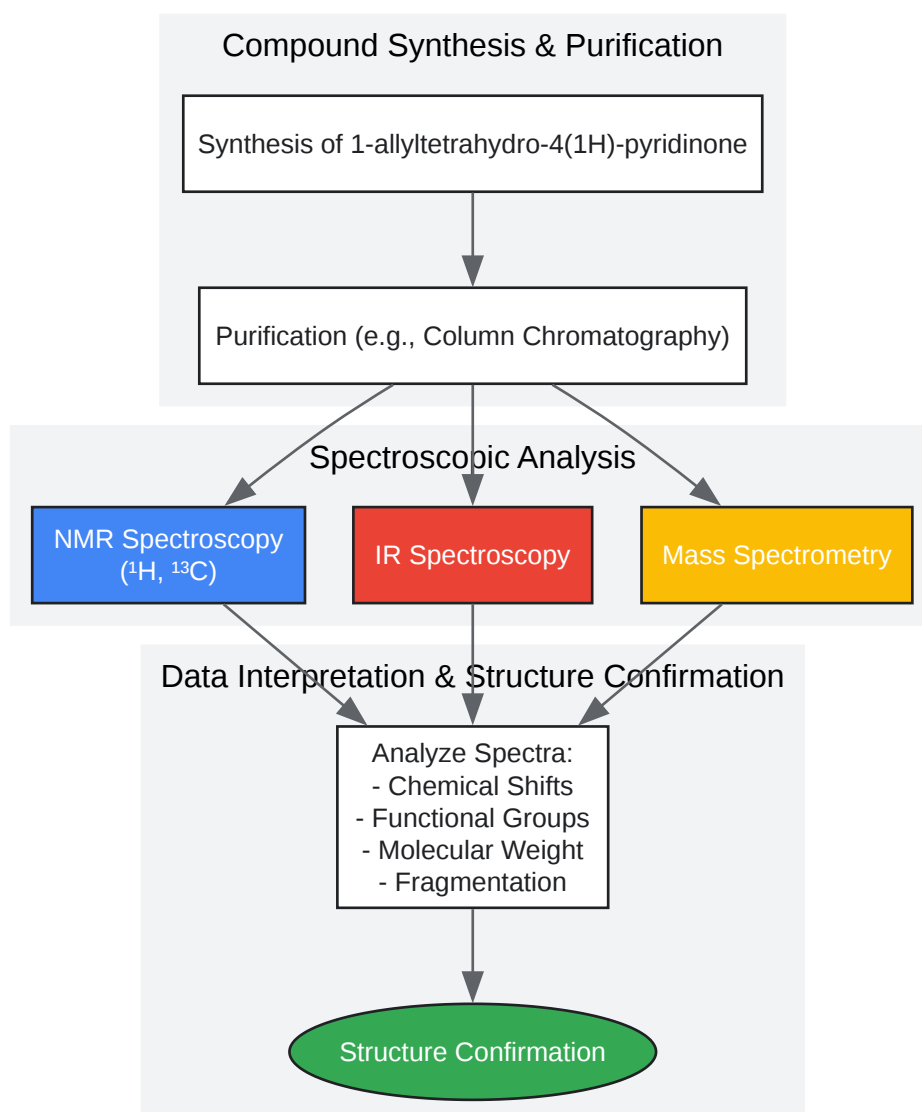 Compound Synthesis & Purification
Synthesis of 1-allyltetrahydro-4(1H)-pyridinone
Purification (e.g., Column Chromatography)
Spectroscopic Analysis
NMR Spectroscopy
(¹H, ¹³C)
IR Spectroscopy
Mass Spectrometry
Data Interpretation & Structure Confirmation
Analyze Spectra:
- Chemical Shifts
- Functional Groups
- Molecular Weight
- Fragmentation
Structure Confirmation